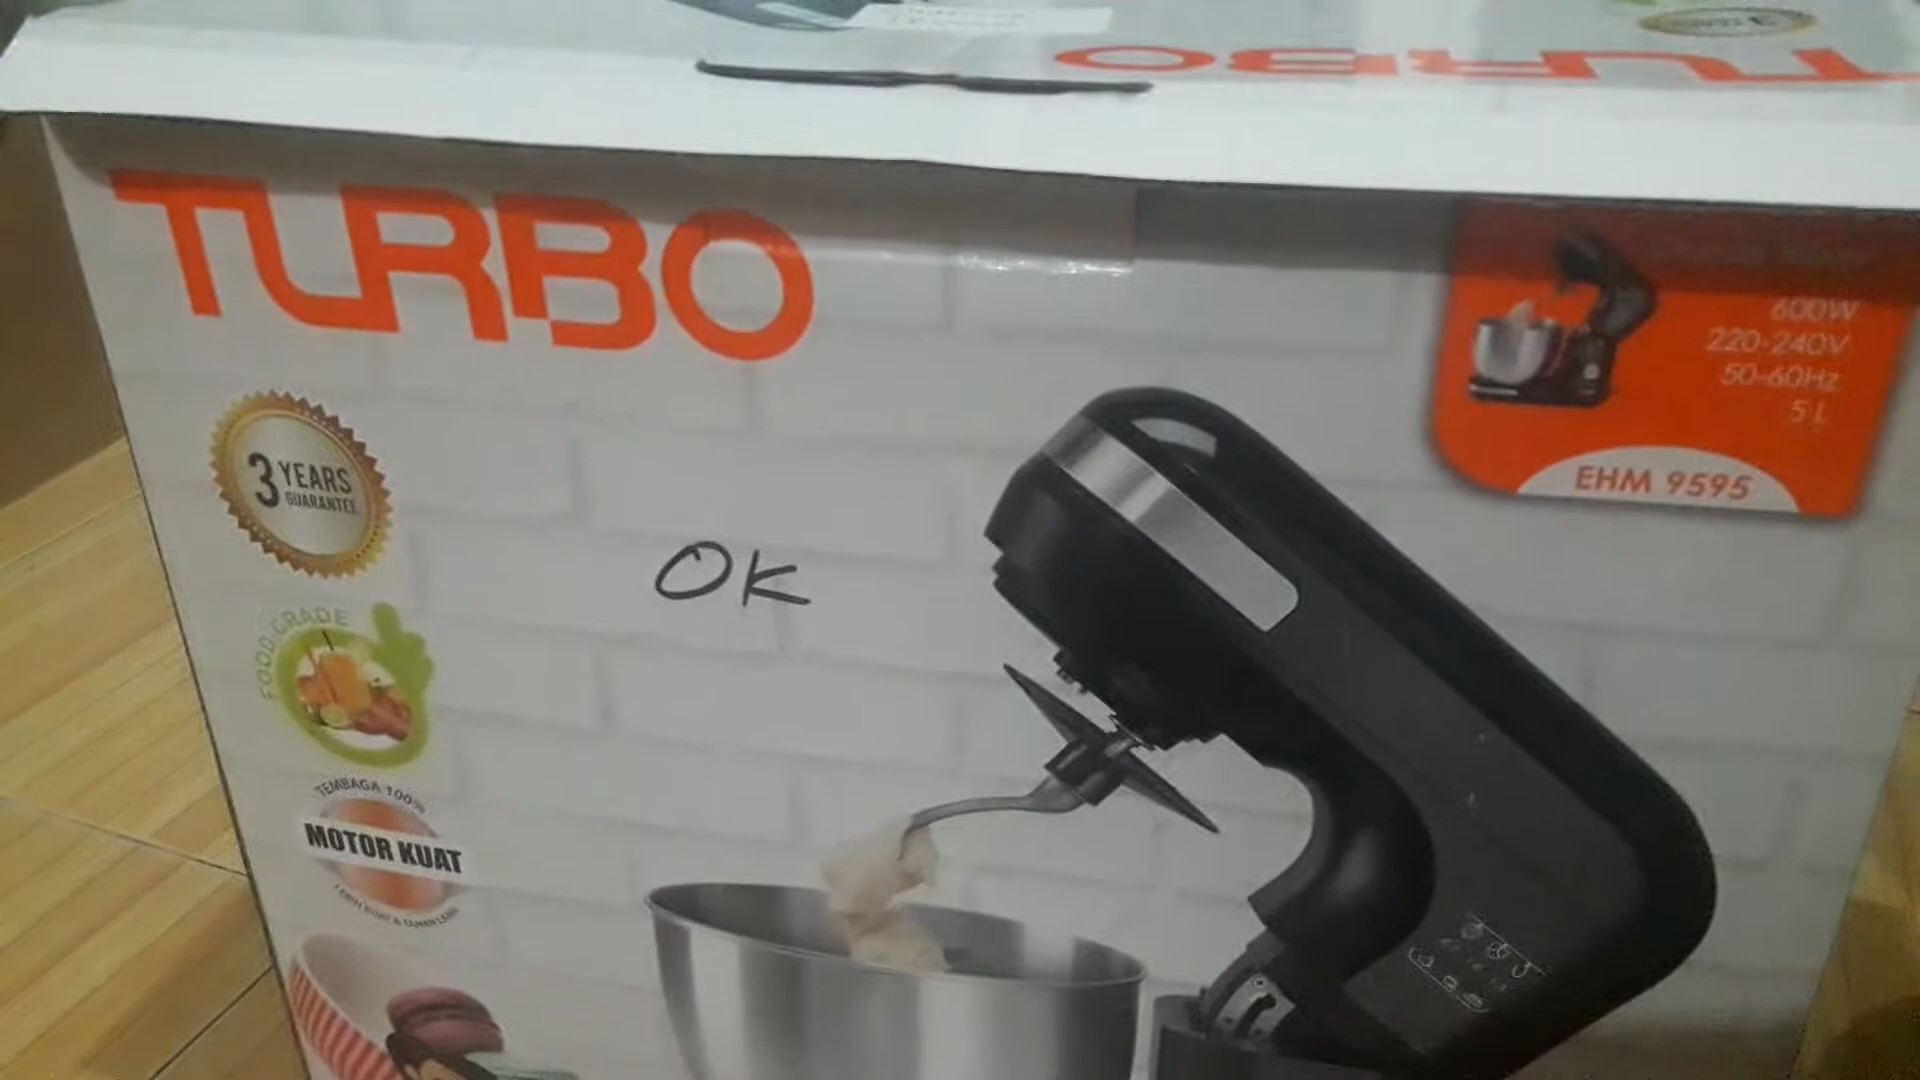 TURBO
TURBO
600W
220-240V
50-60Hz
5 L
EHM 9595
3 YEARS
GUARANTEE
OK
FOOD GRADE
TEMBAGA 100%
MOTOR KUAT